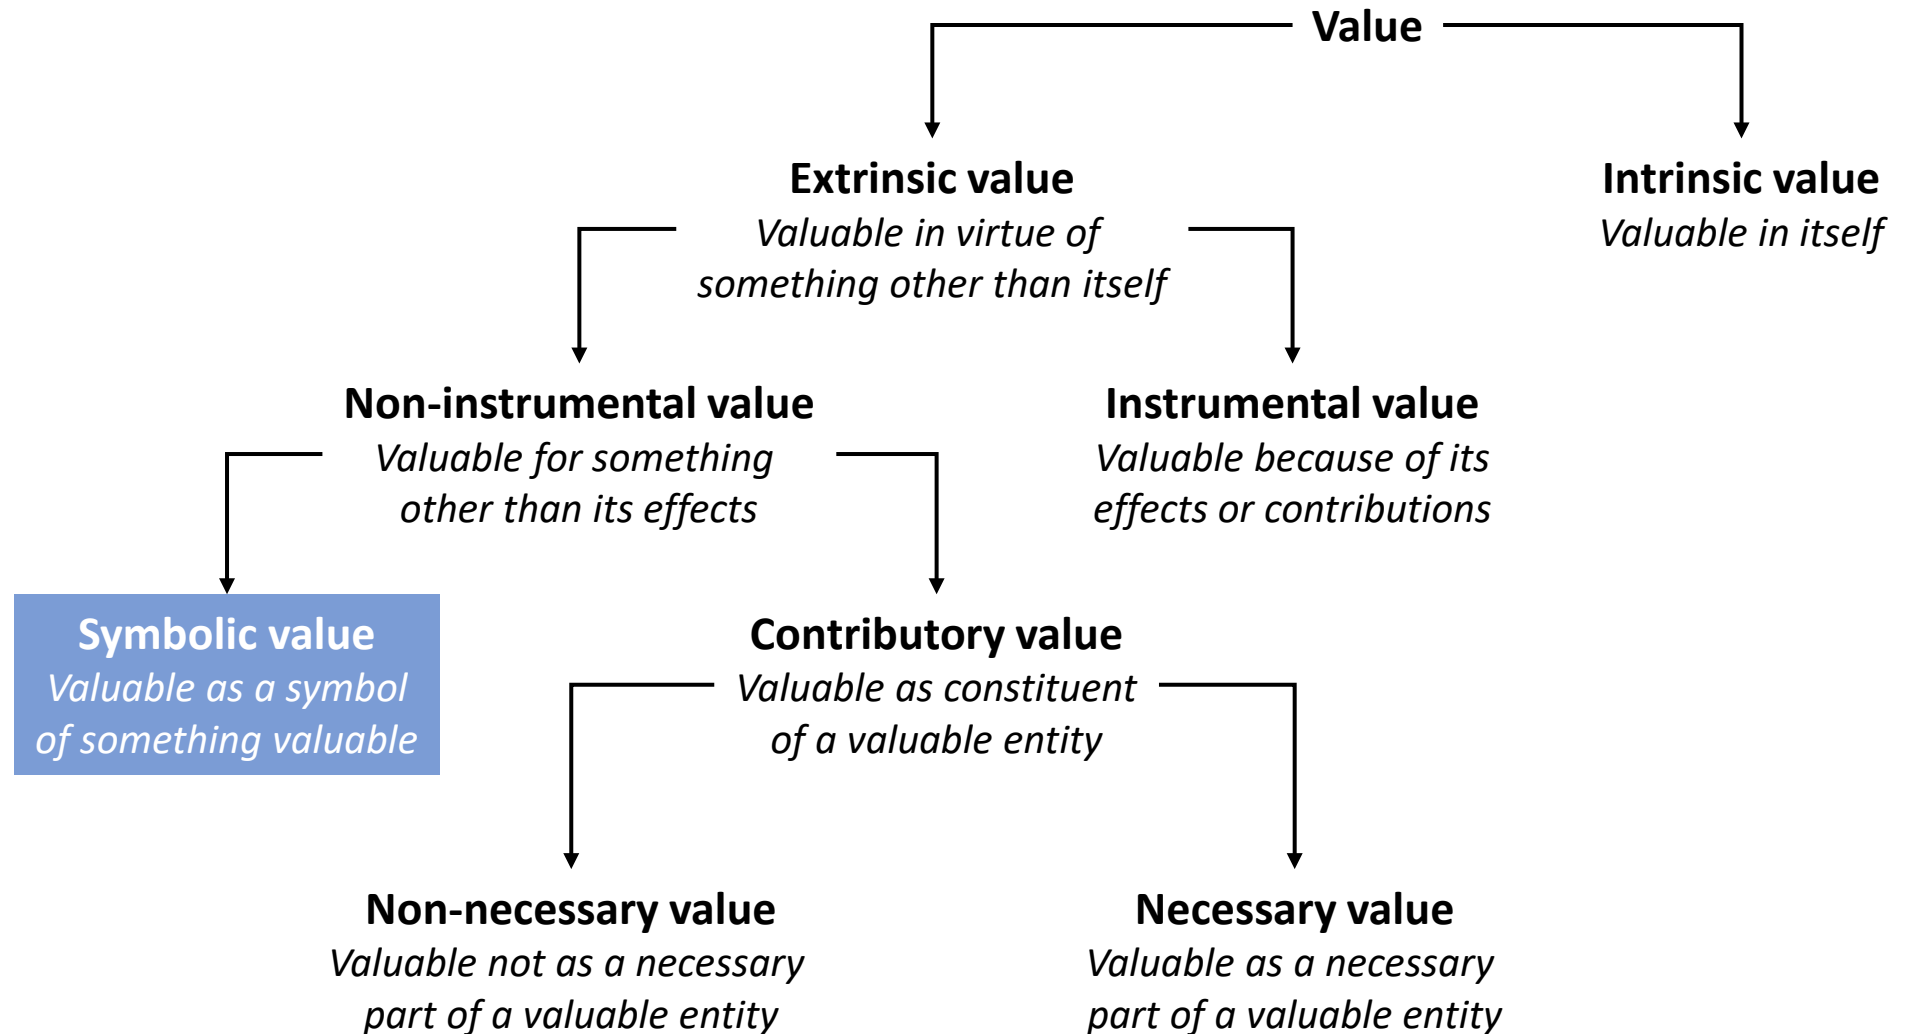 Value
Extrinsic value
Valuable in virtue of
something other than itself
Intrinsic value
Valuable in itself
Non-instrumental value
Valuable for something
other than its effects
Instrumental value
Valuable because of its
effects or contributions
Symbolic value
Valuable as a symbol
of something valuable
Contributory value
Valuable as constituent
of a valuable entity
Non-necessary value
Valuable not as a necessary
part of a valuable entity
Necessary value
Valuable as a necessary
part of a valuable entity